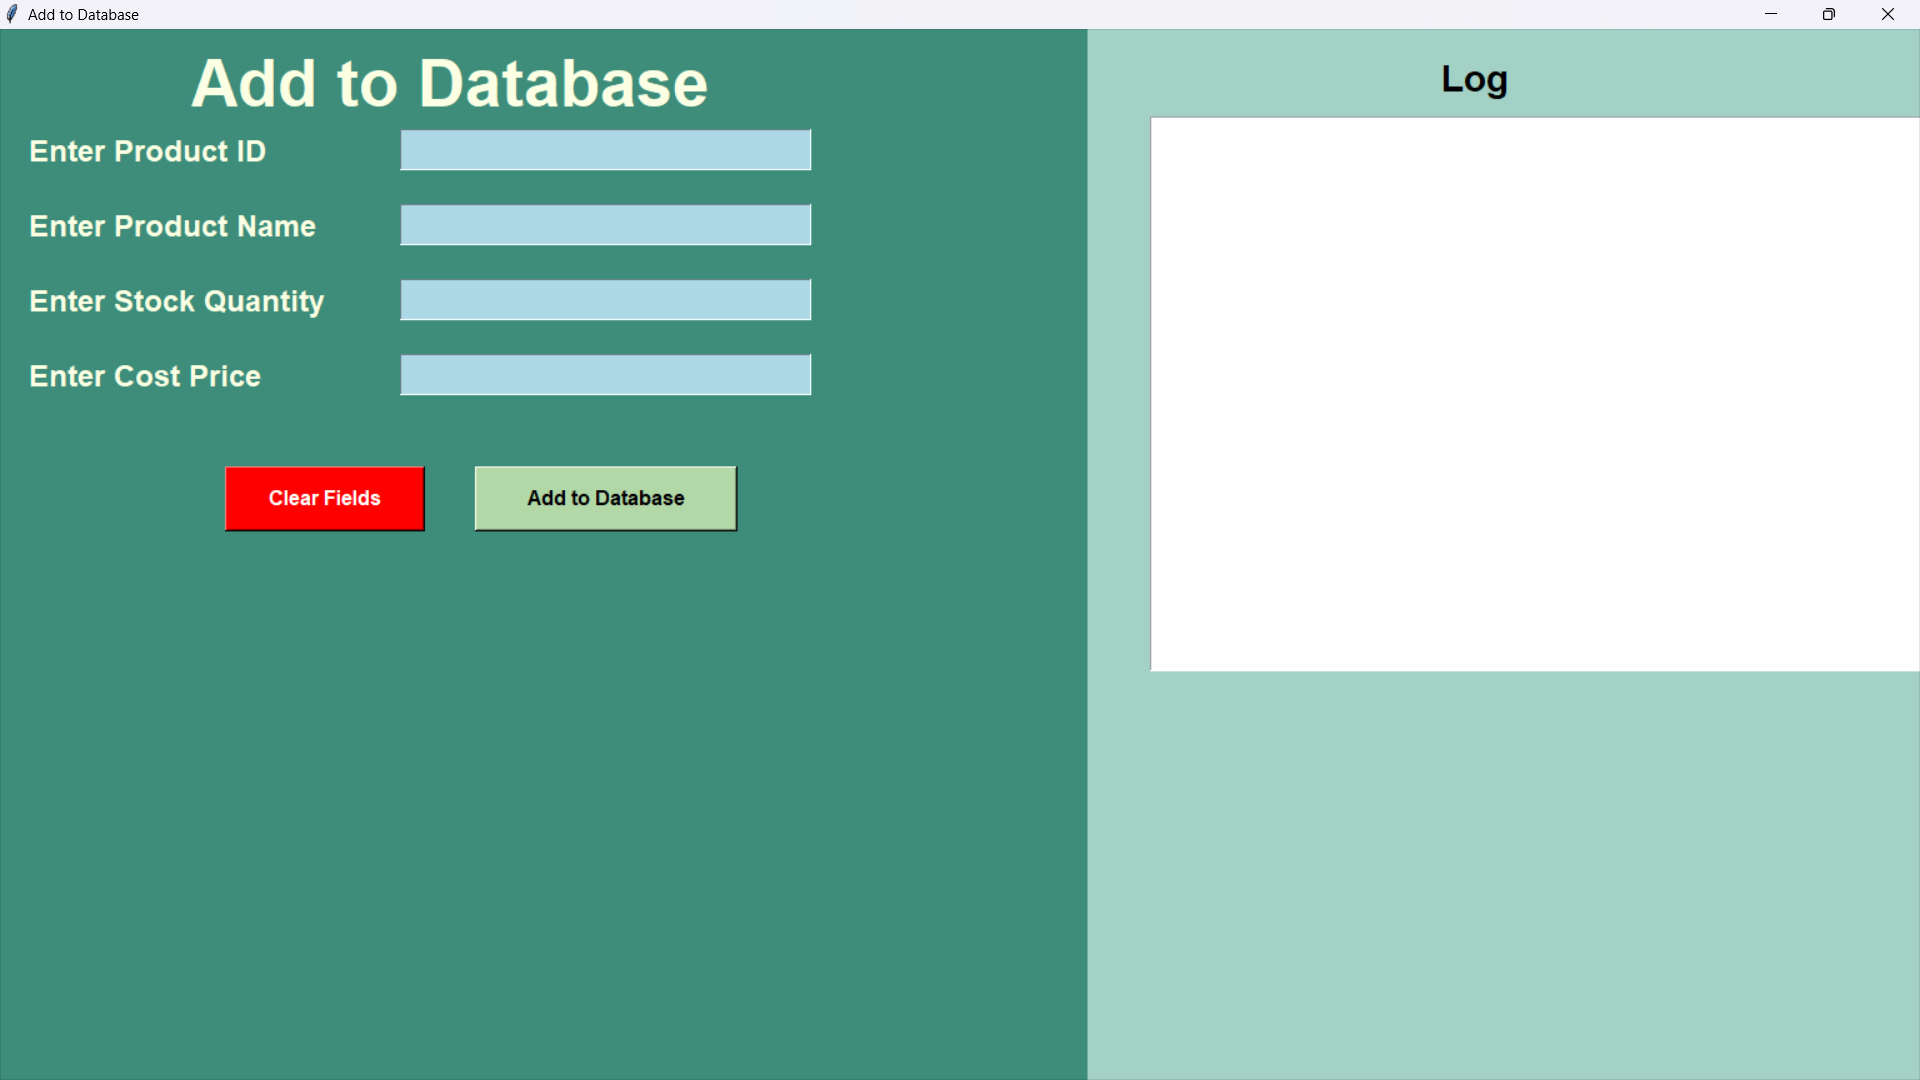 Add to Database
Add to Database
Enter Product ID
Enter Product Name
Enter Stock Quantity
Enter Cost Price
Clear Fields
Add to Database
Log